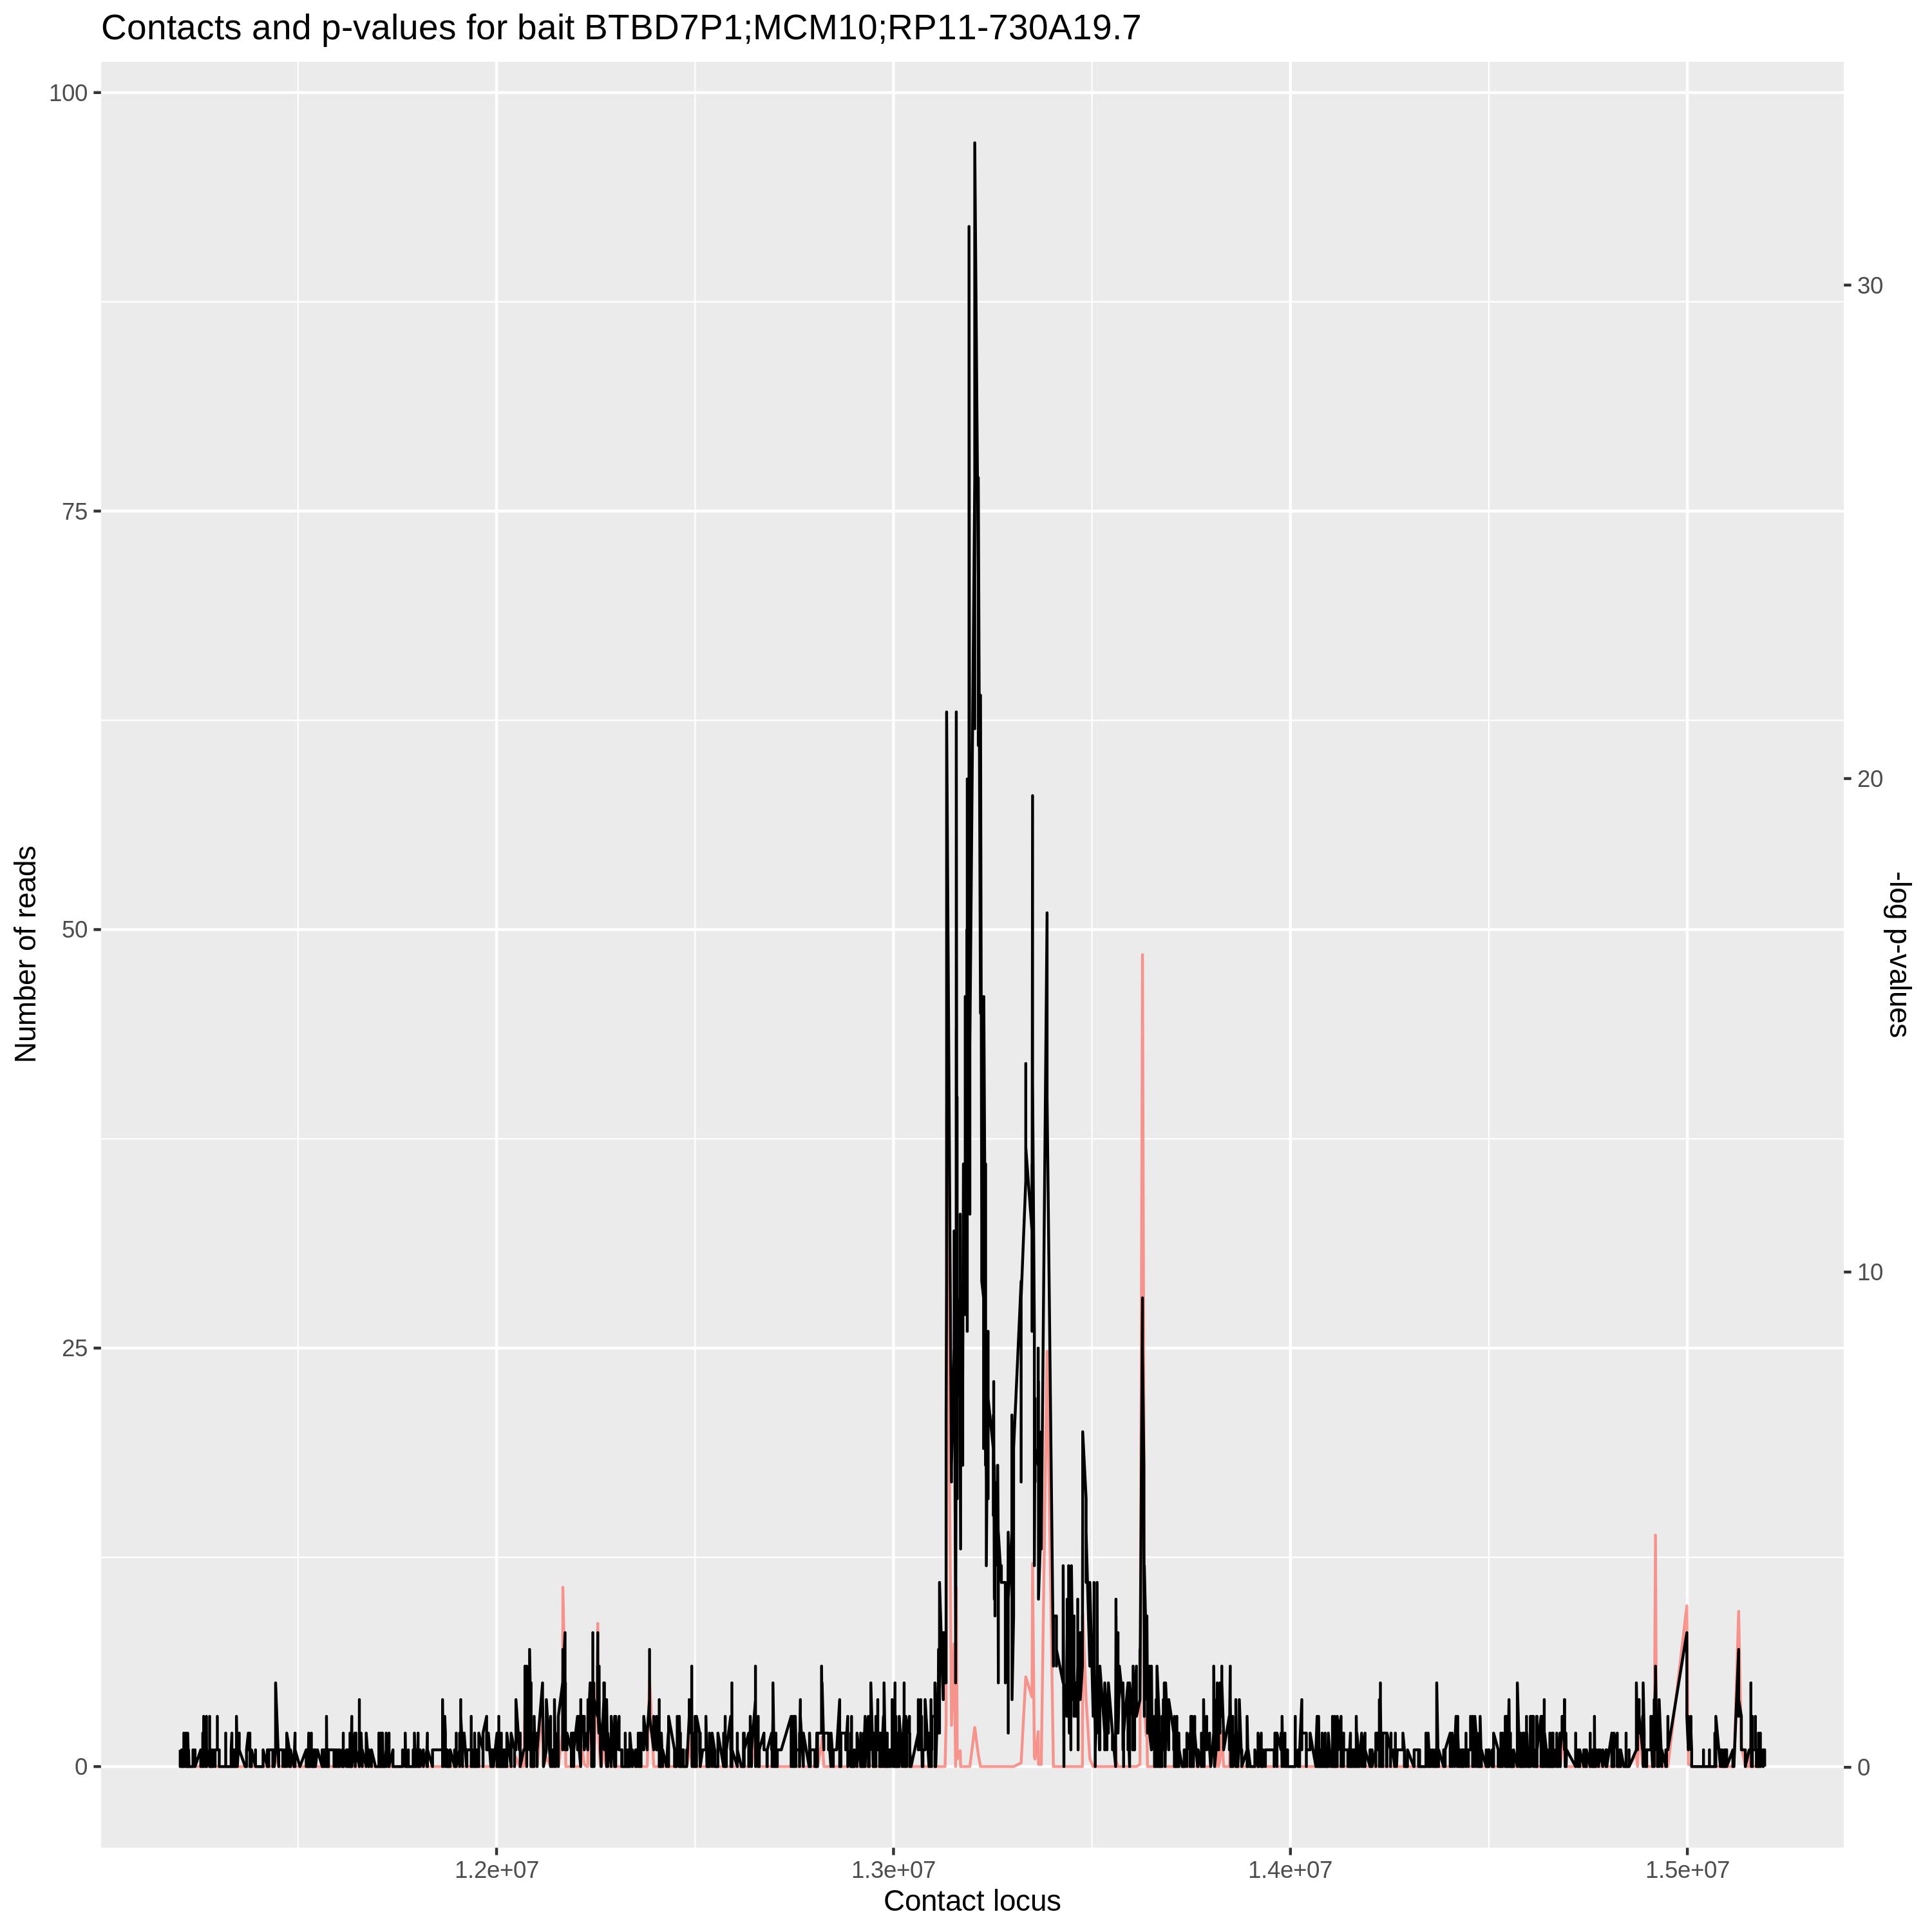 Contacts and p-values for bait BTBD7P1;MCM10;RP11-730A19.7
100
75
50
25
0
Number of reads
30
20
10
0
-log p-values
1.2e+07
1.3e+07
1.4e+07
1.5e+07
Contact locus